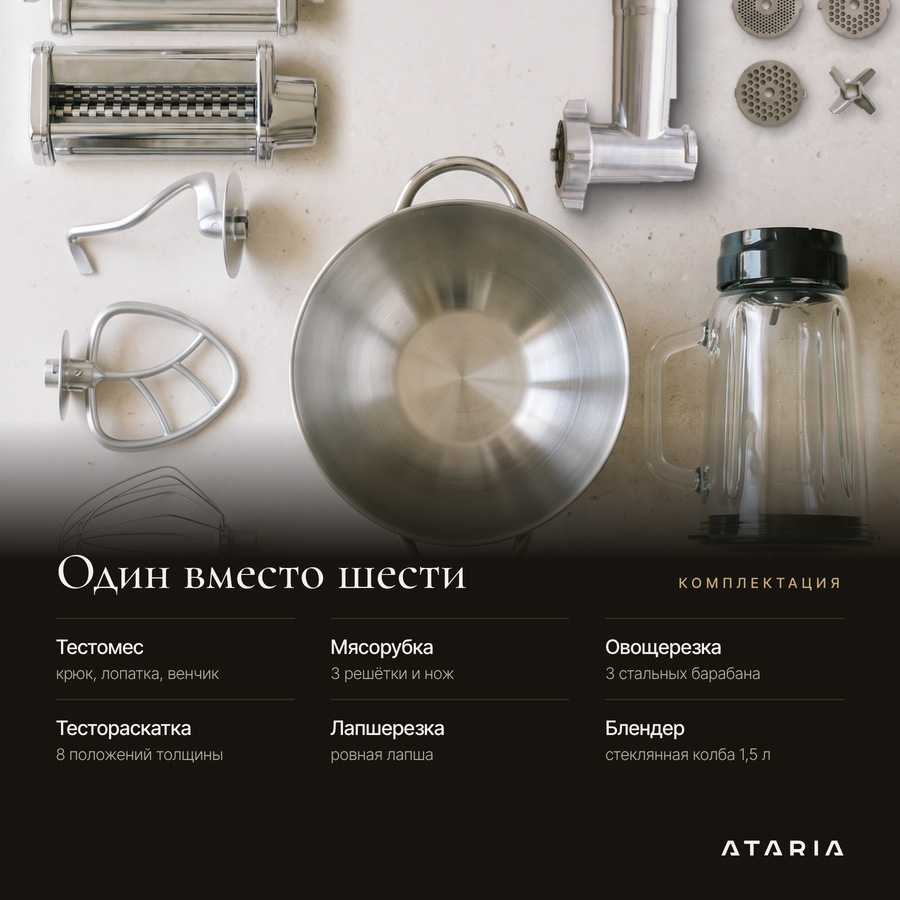 Один вместо шести
КОМПЛЕКТАЦИЯ
Тестомес
крюк, лопатка, венчик
Мясорубка
3 решётки и нож
Овощерезка
3 стальных барабана
Тестораскатка
8 положений толщины
Лапшерезка
ровная лапша
Блендер
стеклянная колба 1,5 л
ATARIA